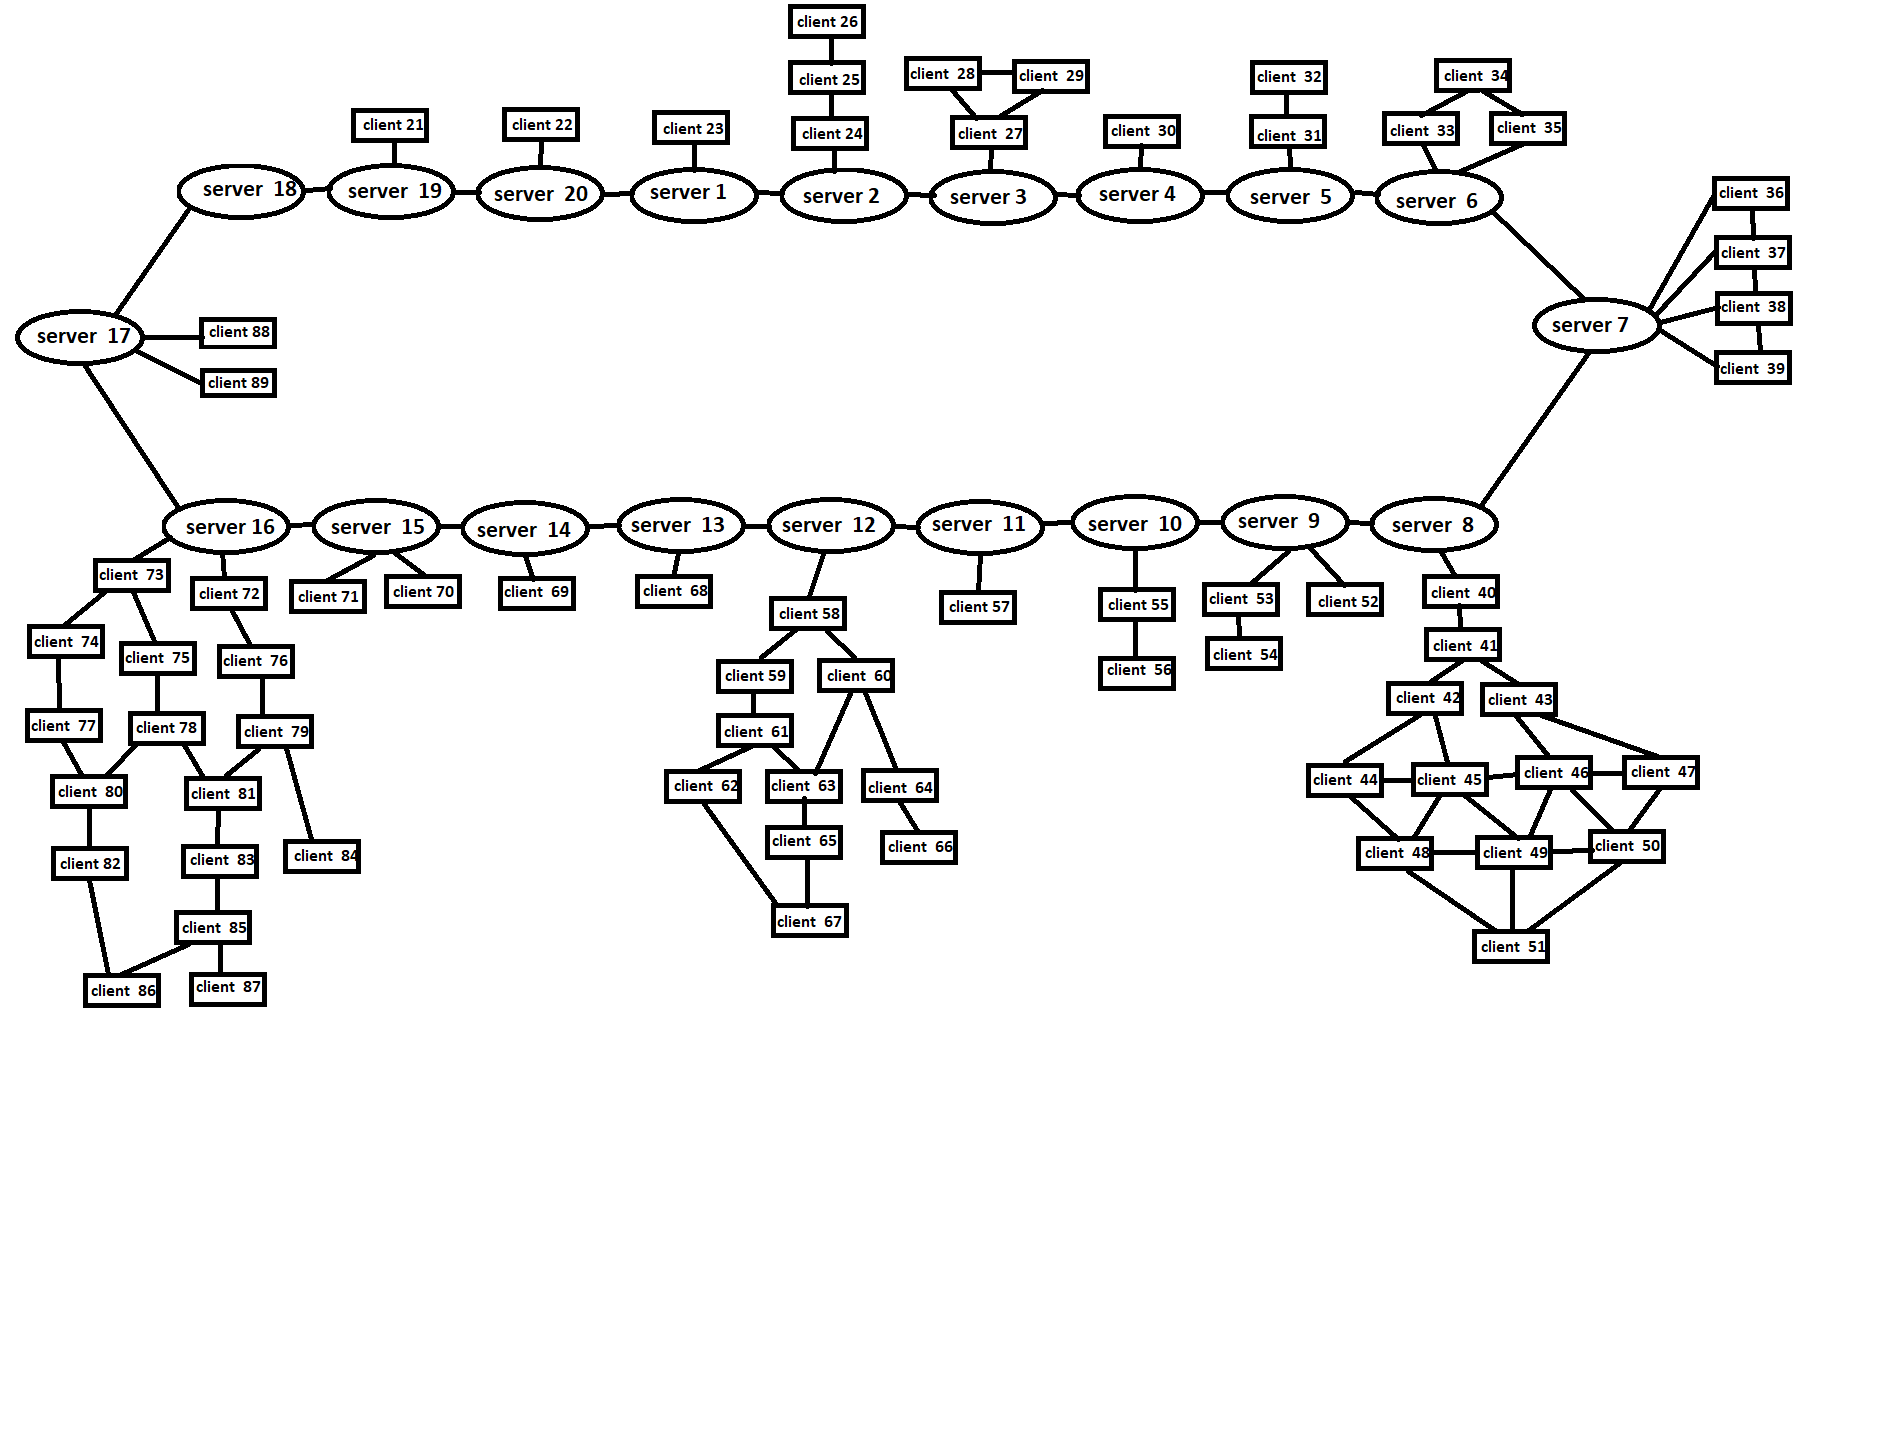 client 26
client 25
client 28
client 29
client 32
client 34
client 21
client 22
client 23
client 24
client 27
client 30
client 31
client 33
client 35
server 18
server 19
server 20
server 1
server 2
server 3
server 4
server 5
server 6
client 36
client 37
client 38
client 39
server 7
server 17
client 88
client 89
server 16
server 15
server 14
server 13
server 12
server 11
server 10
server 9
server 8
client 73
client 72
client 71
client 70
client 69
client 68
client 58
client 57
client 55
client 53
client 52
client 40
client 74
client 75
client 76
client 59
client 60
client 56
client 54
client 41
client 42
client 43
client 77
client 78
client 79
client 61
client 80
client 81
client 62
client 63
client 64
client 44
client 45
client 46
client 47
client 82
client 83
client 84
client 65
client 66
client 48
client 49
client 50
client 85
client 67
client 51
client 86
client 87